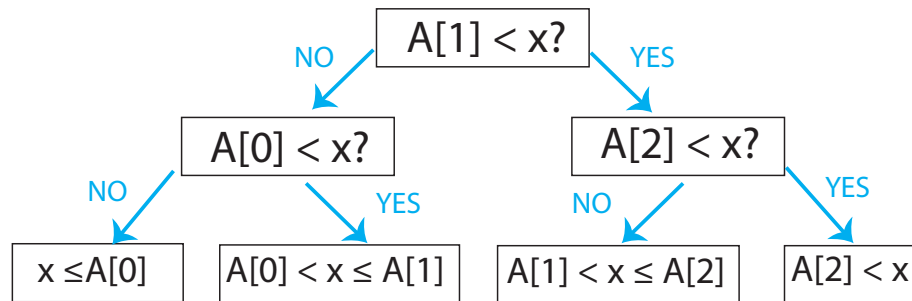 A[1] < x?
NO
YES
A[0] < x?
A[2] < x?
NO
YES
NO
YES
x ≤A[0]
A[0] < x ≤ A[1]
A[1] < x ≤ A[2]
A[2] < x